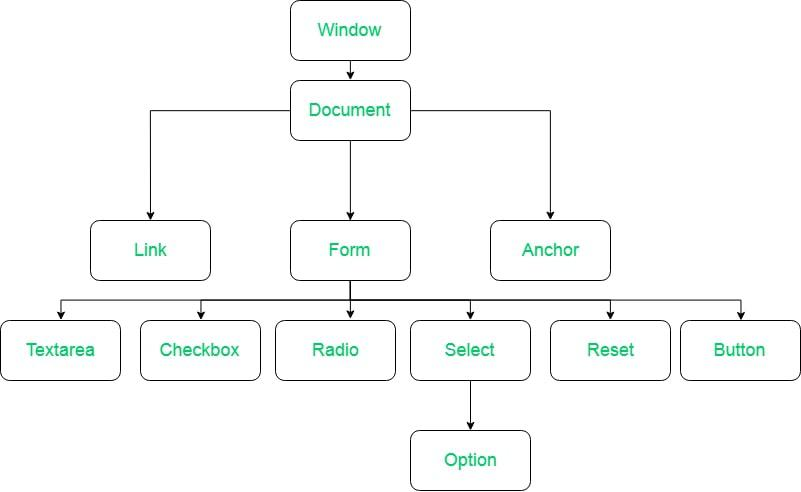 Window
Document
Link
Form
Anchor
Textarea
Checkbox
Radio
Select
Reset
Button
Option